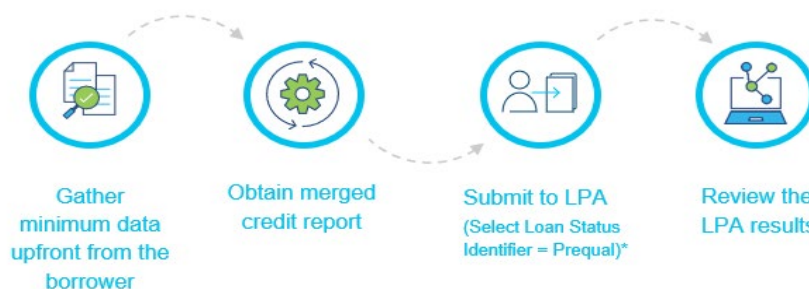 Gather
minimum data
upfront from the
borrower
Obtain merged
credit report
Submit to LPA
(Select Loan Status
Identifier = Prequal)*
Review the
LPA results